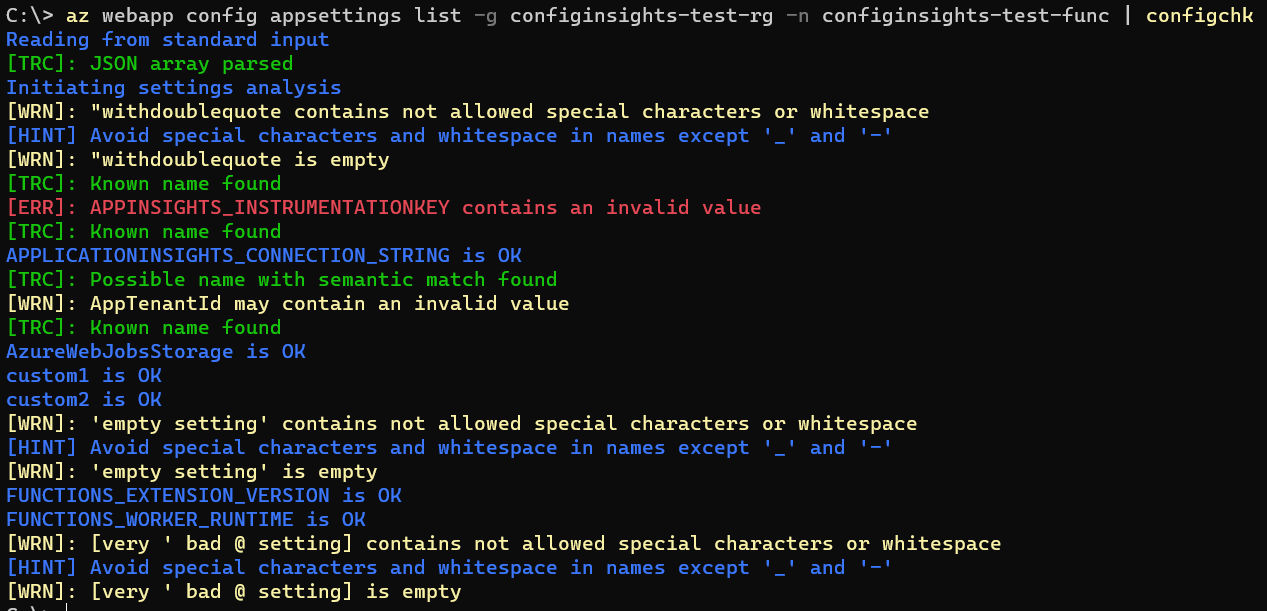 C:\> az webapp config appsettings list -g configinsights-test-rg -n configinsights-test-func | configchk
Reading from standard input
[TRC]: JSON array parsed
Initiating settings analysis
[WRN]: "withdoublequote contains not allowed special characters or whitespace
[HINT] Avoid special characters and whitespace in names except '_' and '-'
[WRN]: "withdoublequote is empty
[TRC]: Known name found
[ERR]: APPINSIGHTS_INSTRUMENTATIONKEY contains an invalid value
[TRC]: Known name found
APPLICATIONINSIGHTS_CONNECTION_STRING is OK
[TRC]: Possible name with semantic match found
[WRN]: AppTenantId may contain an invalid value
[TRC]: Known name found
AzureWebJobsStorage is OK
custom1 is OK
custom2 is OK
[WRN]: 'empty setting' contains not allowed special characters or whitespace
[HINT] Avoid special characters and whitespace in names except '_' and '-'
[WRN]: 'empty setting' is empty
FUNCTIONS_EXTENSION_VERSION is OK
FUNCTIONS_WORKER_RUNTIME is OK
[WRN]: [very ' bad @ setting] contains not allowed special characters or whitespace
[HINT] Avoid special characters and whitespace in names except '_' and '-'
[WRN]: [very ' bad @ setting] is empty